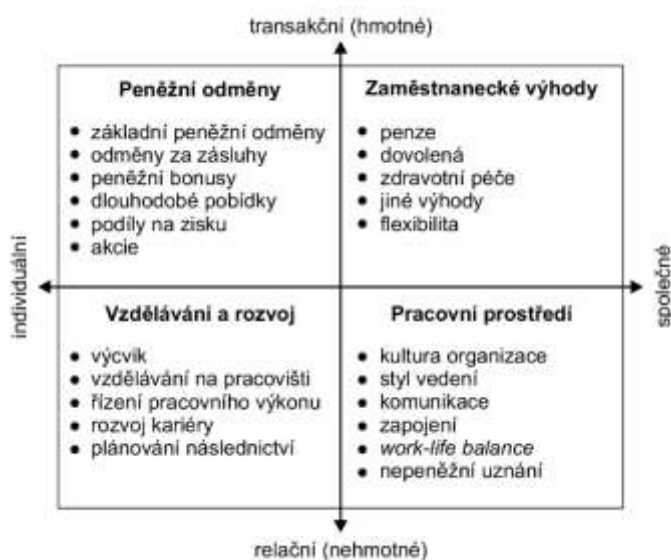 transakční (hmotné)
Peněžní odměny
● základní peněžní odměny
● odměny za zásluhy
● peněžní bonusy
● dlouhodobé pobídky
● podíly na zisku
● akcie
Zaměstnanecké výhody
● penze
● dovolená
● zdravotní péče
● jiné výhody
● flexibilita
individuální
společné
Vzdělávání a rozvoj
● výcvik
● vzdělávání na pracovišti
● řízení pracovního výkonu
● rozvoj kariéry
● plánování následnictví
Pracovní prostředí
● kultura organizace
● styl vedení
● komunikace
● zapojení
● work-life balance
● nepeněžní uznání
relační (nehmotné)